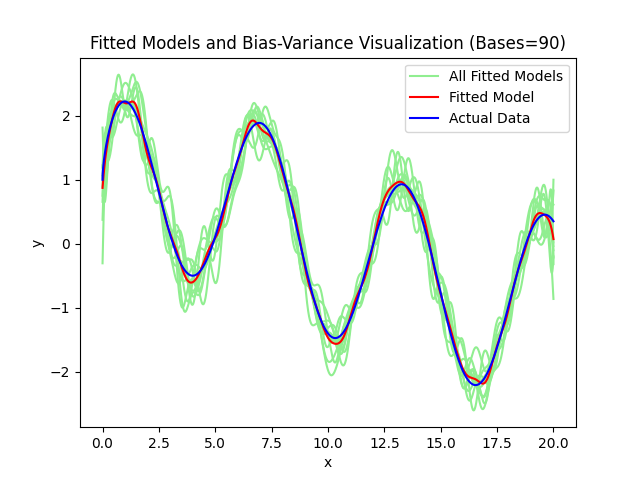 Fitted Models and Bias-Variance Visualization (Bases=90)
All Fitted Models
Fitted Model
Actual Data
y
2
1
0
−1
−2
0.0 2.5 5.0 7.5 10.0 12.5 15.0 17.5 20.0
x